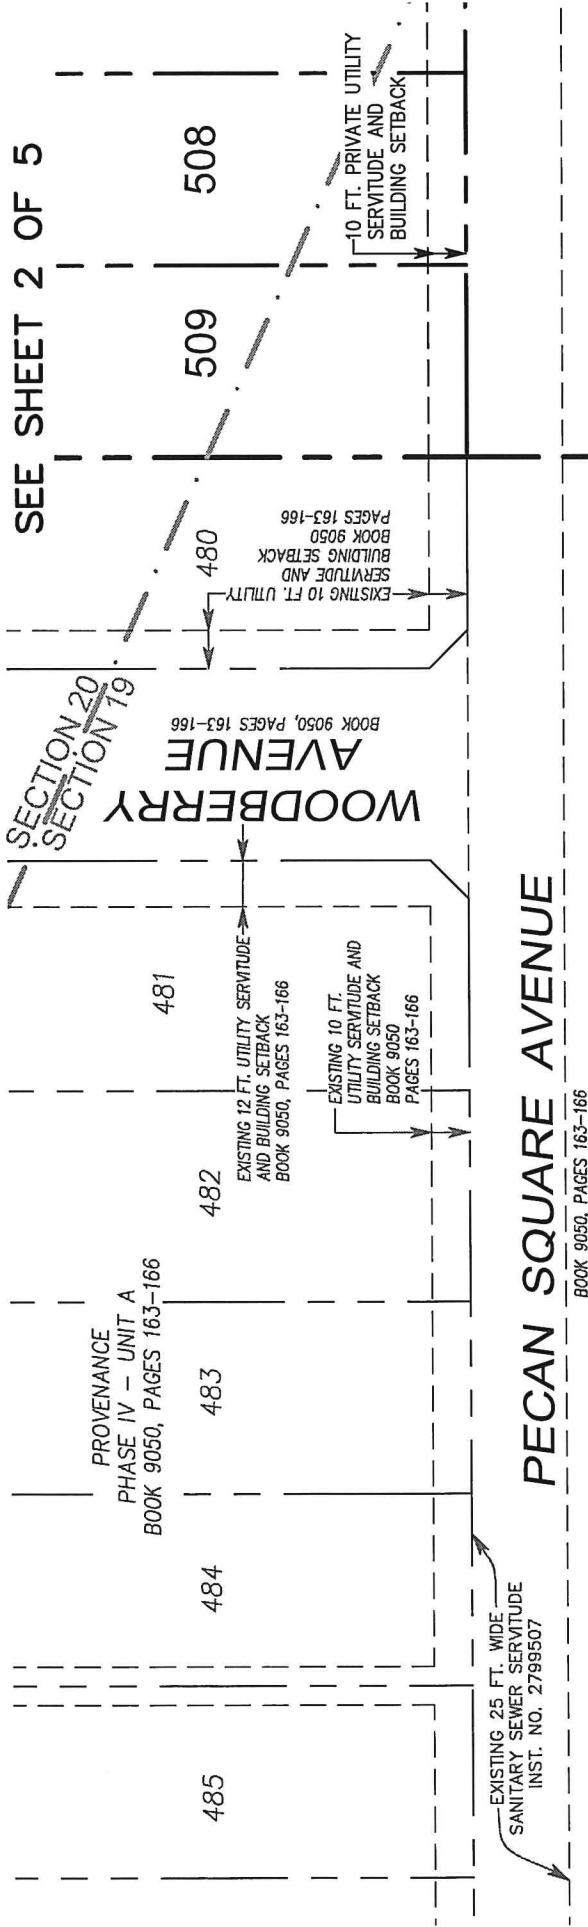 SEE SHEET 2 OF 5
508
509
10 FT. PRIVATE UTILITY
SERVITUDE AND
BUILDING SETBACK
480
EXISTING 10 FT. UTILITY
SERVITUDE AND
BUILDING SETBACK
BOOK 9050
PAGES 163-166
SECTION 20
SECTION 19
WOODBERRY
AVENUE
BOOK 9050, PAGES 163-166
481
EXISTING 12 FT. UTILITY SERVITUDE
AND BUILDING SETBACK
BOOK 9050, PAGES 163-166
EXISTING 10 FT.
UTILITY SERVITUDE AND
BUILDING SETBACK
BOOK 9050
PAGES 163-166
482
PROVENANCE
PHASE IV - UNIT A
BOOK 9050, PAGES 163-166
483
484
485
PECAN SQUARE AVENUE
BOOK 9050, PAGES 163-166
EXISTING 25 FT. WIDE
SANITARY SEWER SERVITUDE
INST. NO. 2799507